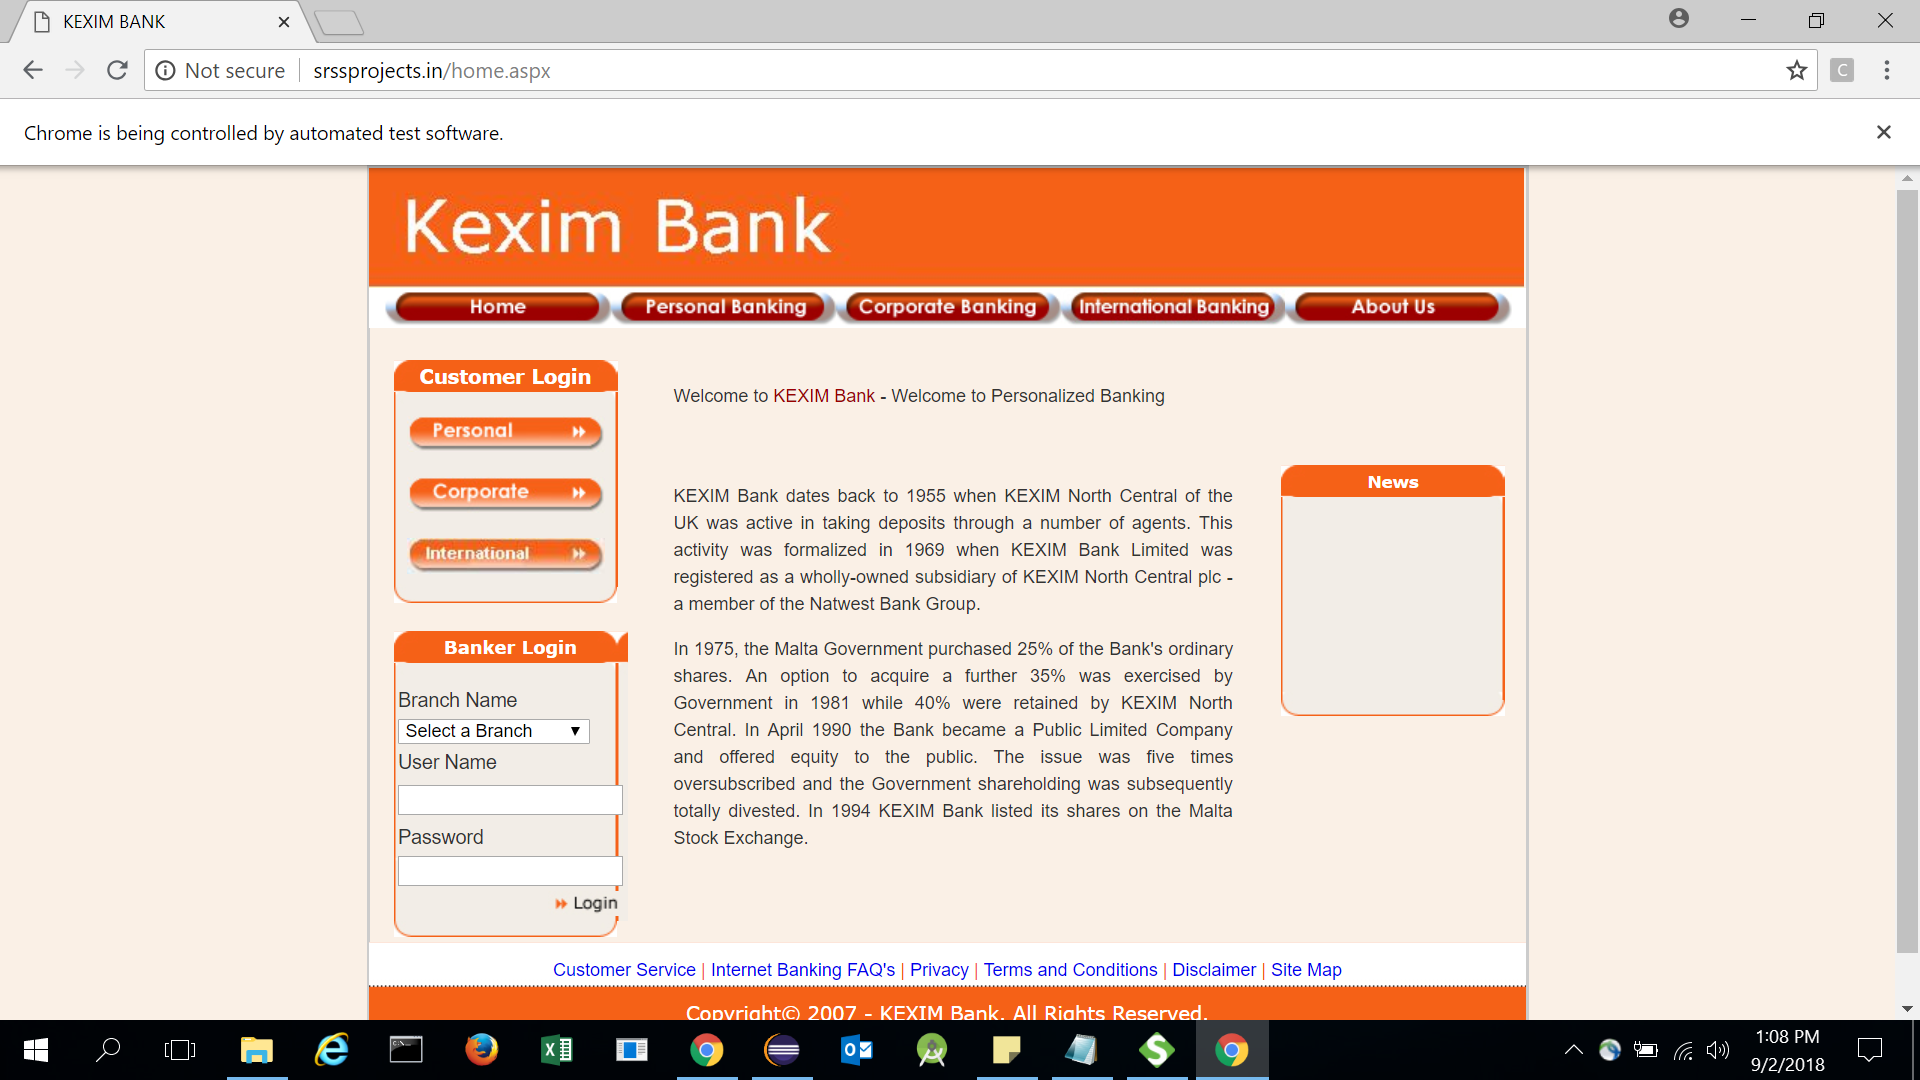 KEXIM BANK
Not secure
srssprojects.in/home.aspx
C
Chrome is being controlled by automated test software.
Kexim Bank
Home
Personal Banking
Corporate Banking
International Banking
About Us
Customer Login
Personal
Corporate
International
Banker Login
Branch Name
Select a Branch
User Name
Password
Login
Welcome to KEXIM Bank - Welcome to Personalized Banking
KEXIM Bank dates back to 1955 when KEXIM North Central of the
UK was active in taking deposits through a number of agents. This
activity was formalized in 1969 when KEXIM Bank Limited was
registered as a wholly-owned subsidiary of KEXIM North Central plc -
a member of the Natwest Bank Group.
In 1975, the Malta Government purchased 25% of the Bank's ordinary
shares. An option to acquire a further 35% was exercised by
Government in 1981 while 40% were retained by KEXIM North
Central. In April 1990 the Bank became a Public Limited Company
and offered equity to the public. The issue was five times
oversubscribed and the Government shareholding was subsequently
totally divested. In 1994 KEXIM Bank listed its shares on the Malta
Stock Exchange.
News
Customer Service | Internet Banking FAQ's | Privacy | Terms and Conditions | Disclaimer | Site Map
Copyright© 2007 - KEXIM Bank. All Rights Reserved.
1:08 PM
9/2/2018